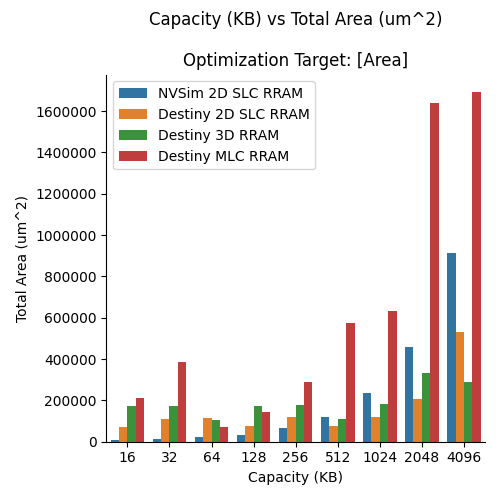 Capacity (KB) vs Total Area (um^2)
Optimization Target: [Area]
NVSim 2D SLC RRAM
Destiny 2D SLC RRAM
Destiny 3D RRAM
Destiny MLC RRAM
Total Area (um^2)
1600000
1400000
1200000
1000000
800000
600000
400000
200000
0
16 32 64 128 256 512 1024 2048 4096
Capacity (KB)